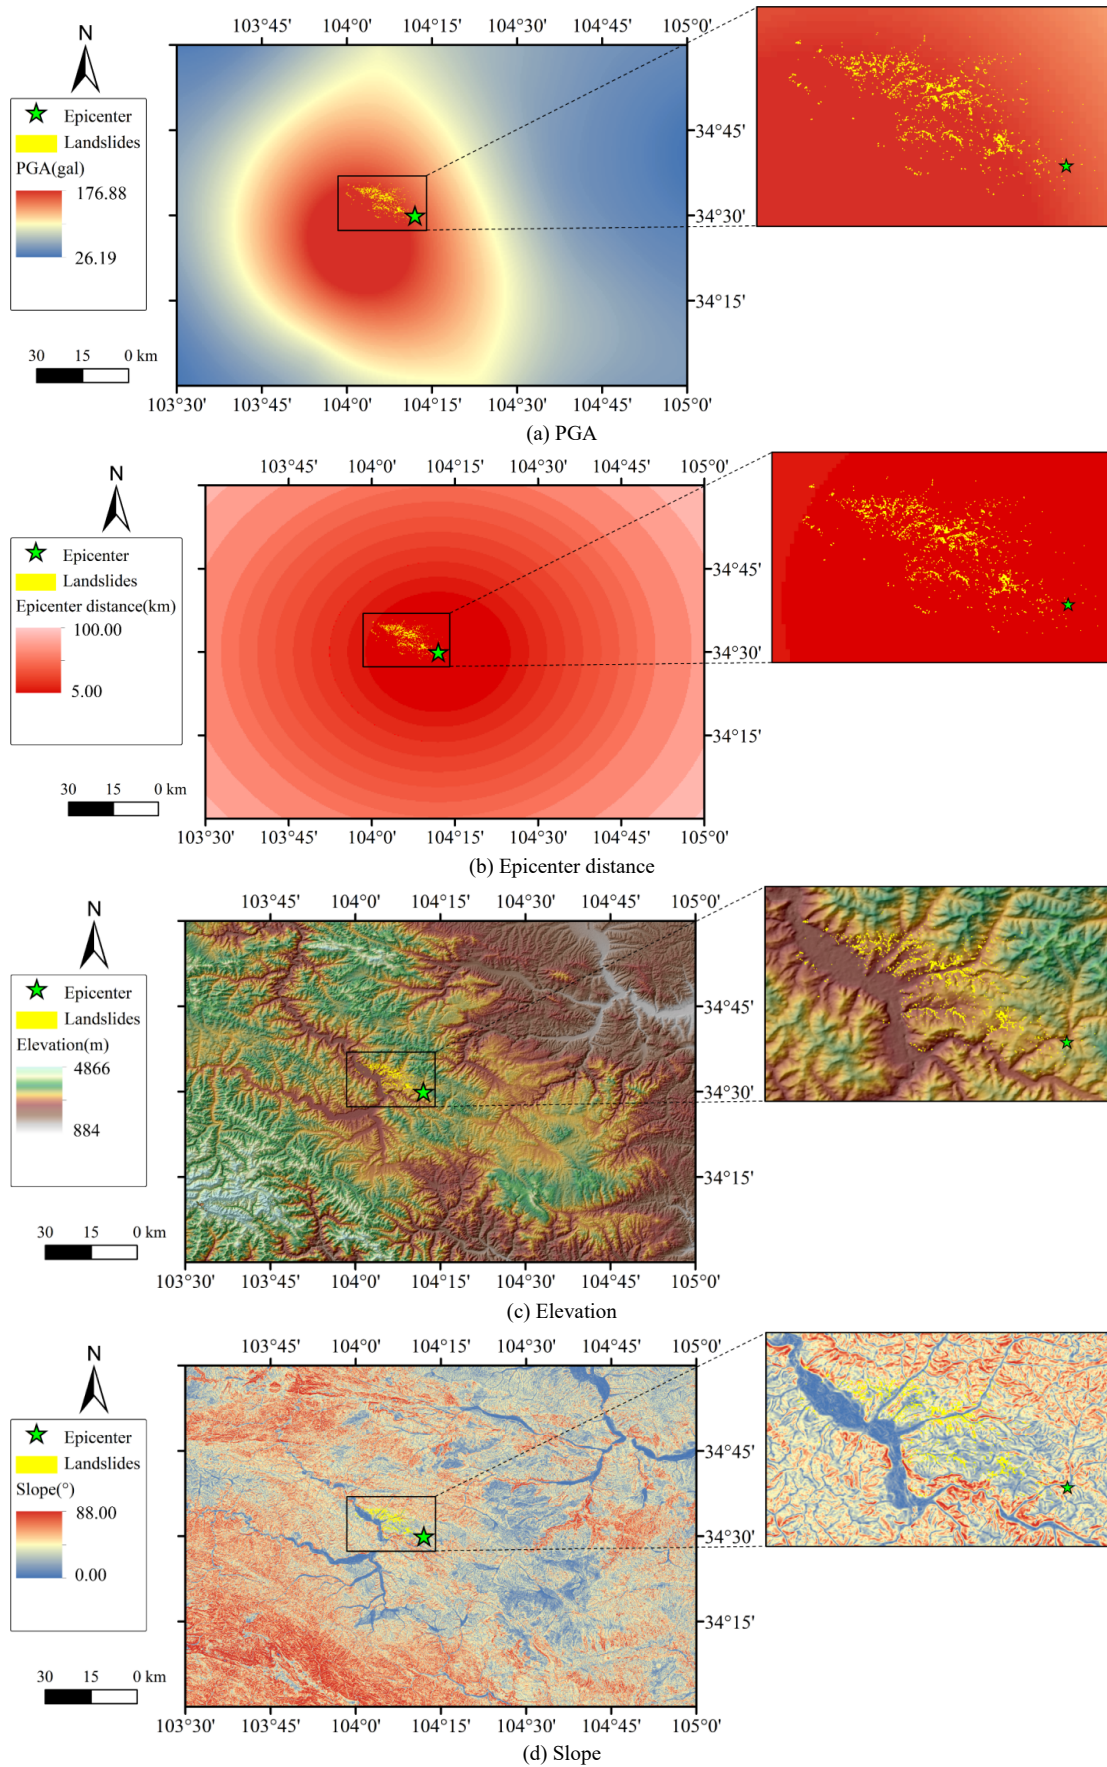 103°45' 104°0' 104°15' 104°30' 104°45' 105°0'
N
Epicenter
Landslides
PGA(gal)
176.88
26.19
30 15 0 km
34°45'
34°30'
34°15'
103°30' 103°45' 104°0' 104°15' 104°30' 104°45' 105°0'
(a) PGA
103°45' 104°0' 104°15' 104°30' 104°45' 105°0'
N
Epicenter
Landslides
Epicenter distance(km)
100.00
5.00
30 15 0 km
34°45'
34°30'
34°15'
103°30' 103°45' 104°0' 104°15' 104°30' 104°45' 105°0'
(b) Epicenter distance
103°45' 104°0' 104°15' 104°30' 104°45' 105°0'
N
Epicenter
Landslides
Elevation(m)
4866
884
30 15 0 km
34°45'
34°30'
34°15'
103°30' 103°45' 104°0' 104°15' 104°30' 104°45' 105°0'
(c) Elevation
103°45' 104°0' 104°15' 104°30' 104°45' 105°0'
N
Epicenter
Landslides
Slope(°)
88.00
0.00
30 15 0 km
34°45'
34°30'
34°15'
103°30' 103°45' 104°0' 104°15' 104°30' 104°45' 105°0'
(d) Slope